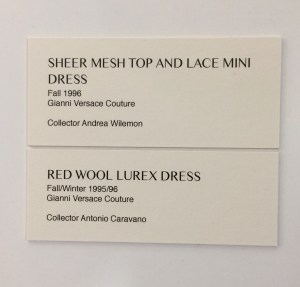 SHEER MESH TOP AND LACE MINI
DRESS
Fall 1996
Gianni Versace Couture
Collector Andrea Wilemon
RED WOOL LUREX DRESS
Fall/Winter 1995/96
Gianni Versace Couture
Collector Antonio Caravano